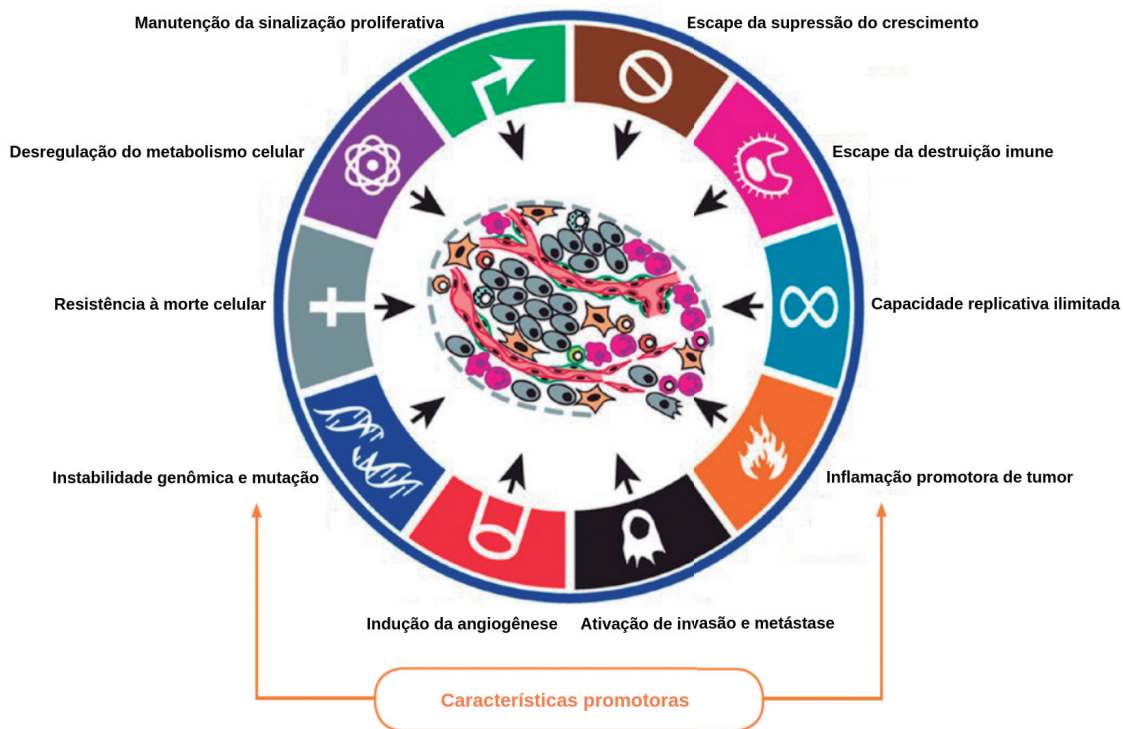 Manutenção da sinalização proliferativa
Escape da supressão do crescimento
Desregulação do metabolismo celular
Escape da destruição imune
Resistência à morte celular
Capacidade replicativa ilimitada
Instabilidade genômica e mutação
Inflamação promotora de tumor
Indução da angiogênese
Ativação de invasão e metástase
Características promotoras